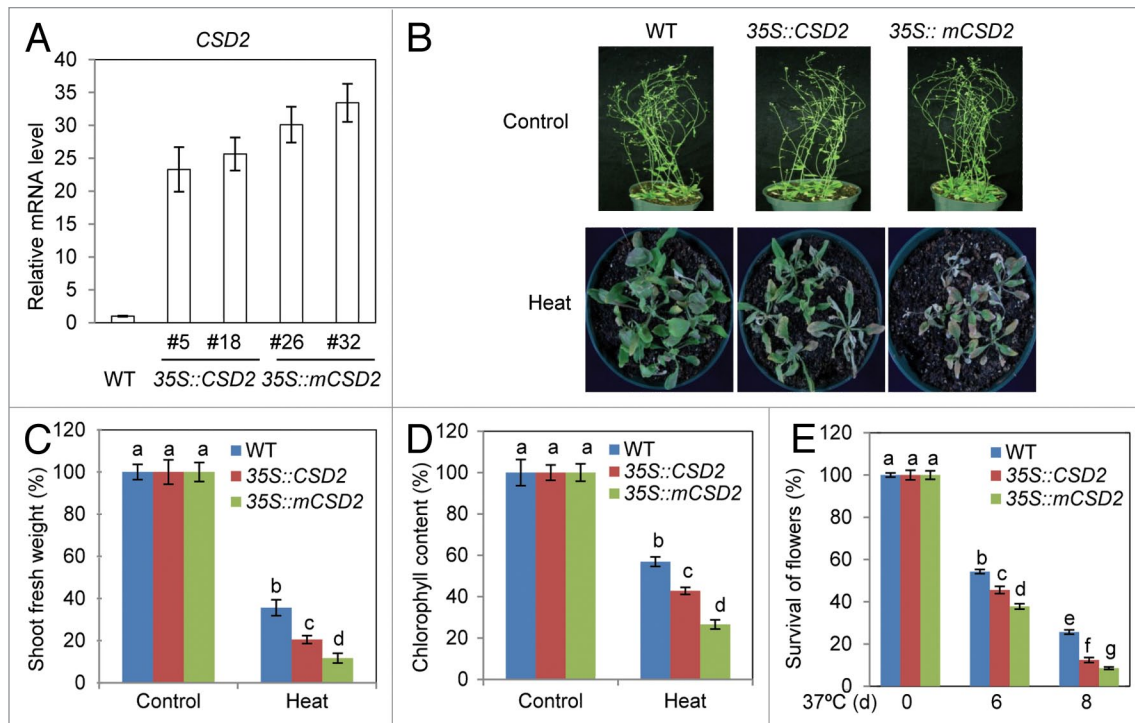 A
CSD2
Relative mRNA level
40
35
30
25
20
15
10
5
0
#5 #18 #26 #32
WT 35S::CSD2 35S::mCSD2
B
WT 35S::CSD2 35S:: mCSD2
Control
Heat
C
Shoot fresh weight (%)
120
100
80
60
40
20
0
a a a
b
c
d
WT
35S::CSD2
35S::mCSD2
Control Heat
D
Chlorophyll content (%)
120
100
80
60
40
20
0
a a a
b
c
d
WT
35S::CSD2
35S::mCSD2
Control Heat
E
Survival of flowers (%)
120
100
80
60
40
20
0
a a a
b
c
d
e
f
g
WT
35S::CSD2
35S::mCSD2
37ºC (d) 0 6 8